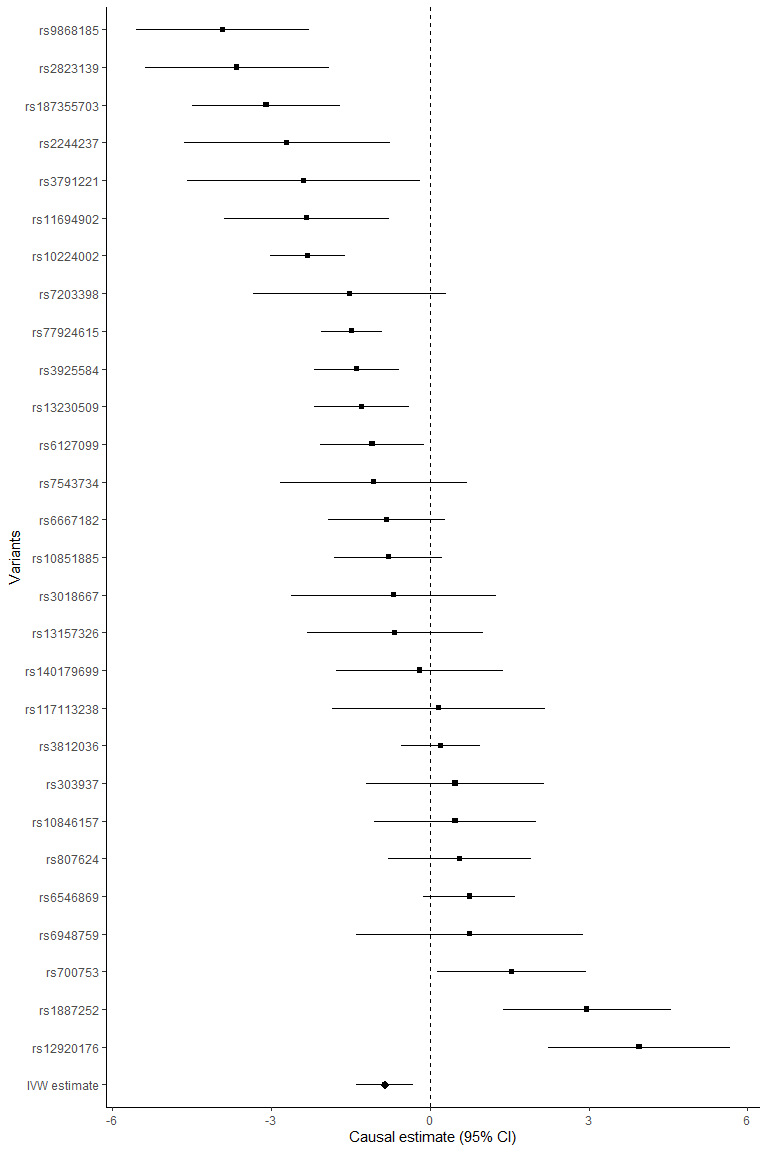 rs9868185
rs2823139
rs187355703
rs2244237
rs3791221
rs11694902
rs10224002
rs7203398
rs77924615
rs3925584
rs13230509
rs6127099
rs7543734
rs6667182
rs10851885
rs3018667
rs13157326
rs140179699
rs117113238
rs3812036
rs303937
rs10846157
rs807624
rs6546869
rs6948759
rs700753
rs1887252
rs12920176
IVW estimate
Variants
-6 -3 0 3 6
Causal estimate (95% CI)